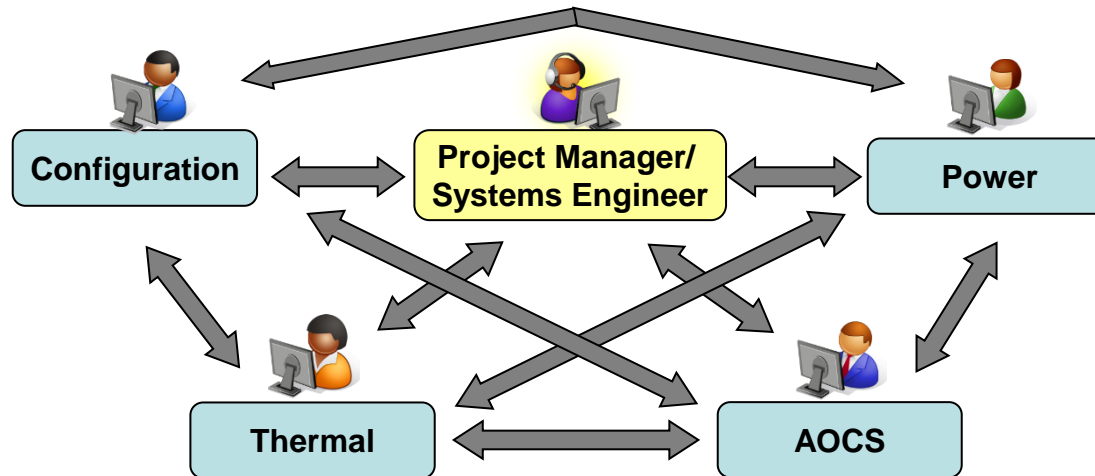 Configuration
Project Manager/
Systems Engineer
Power
Thermal
AOCS